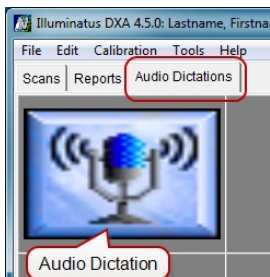 Illuminatus DXA 4.5.0: Lastname, Firstna
File Edit Calibration Tools Help
Scans Reports Audio Dictations
Audio Dictation